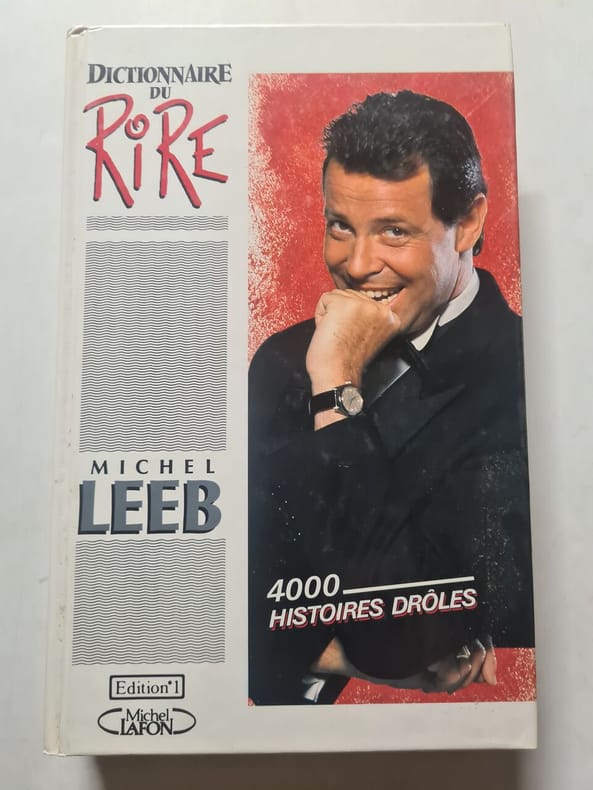 DICTIONNAIRE
DU
RiRE
MICHEL
LEEB
4000
HISTOIRES DRÔLES
Edition°1
Michel
LAFON